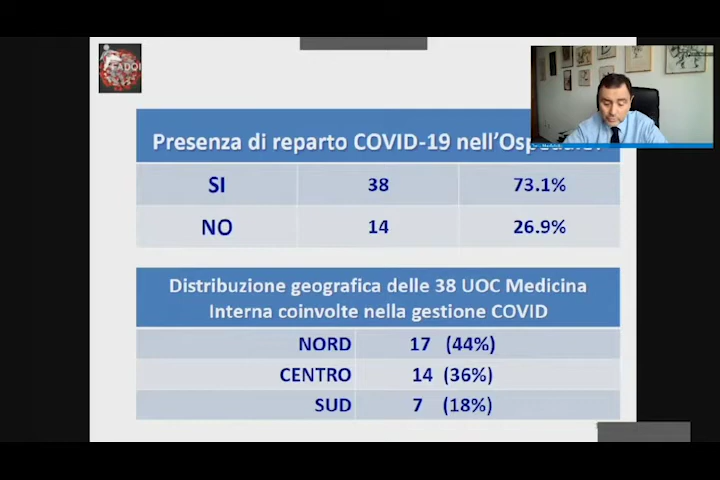 FADOI
Presenza di reparto COVID-19 nell'Ospedale?
SI 38 73.1%
NO 14 26.9%
Distribuzione geografica delle 38 UOC Medicina
Interna coinvolte nella gestione COVID
NORD 17 (44%)
CENTRO 14 (36%)
SUD 7 (18%)